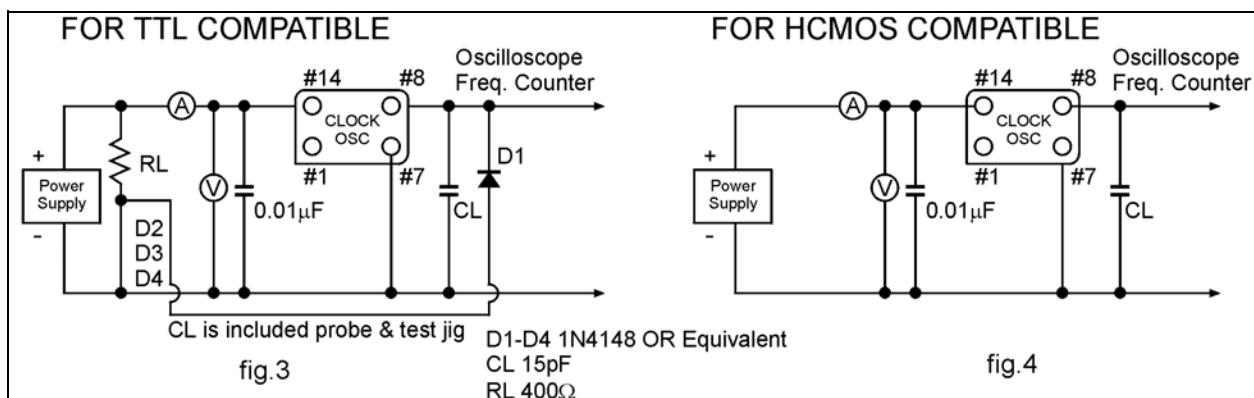 FOR TTL COMPATIBLE
Oscilloscope
Freq. Counter
#14
#8
A
CLOCK
OSC
+
RL
D1
Power
Supply
V
#1
#7
0.01μF
CL
-
D2
D3
D4
CL is included probe & test jig
D1-D4 1N4148 OR Equivalent
CL 15pF
RL 400Ω
fig.3
FOR HCMOS COMPATIBLE
Oscilloscope
Freq. Counter
#14
#8
A
CLOCK
OSC
+
Power
Supply
V
#1
#7
0.01μF
CL
-
fig.4